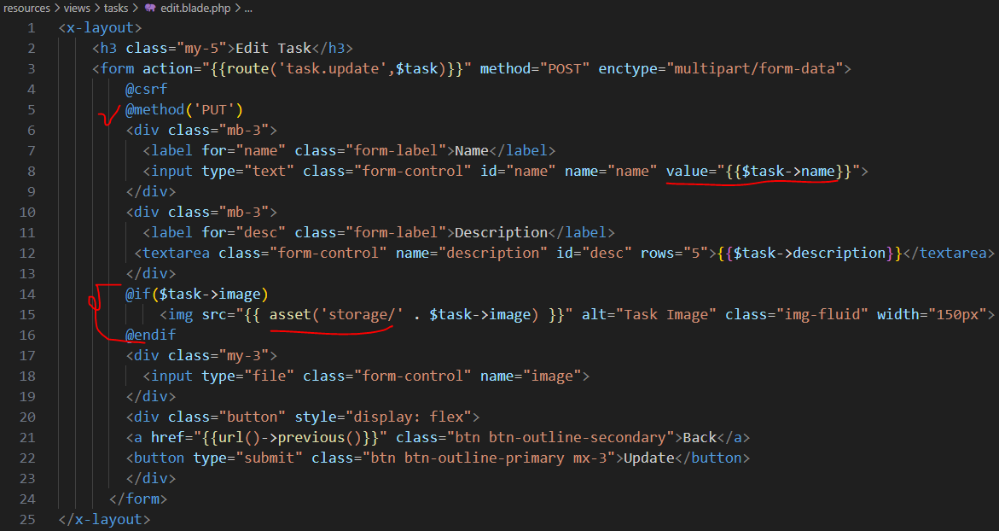 resources > views > tasks > edit.blade.php > ...
1 <x-layout>
2 <h3 class="my-5">Edit Task</h3>
3 <form action="{{route('task.update',$task)}}" method="POST" enctype="multipart/form-data">
4 @csrf
5 @method('PUT')
6 <div class="mb-3">
7 <label for="name" class="form-label">Name</label>
8 <input type="text" class="form-control" id="name" name="name" value="{{$task->name}}">
9 </div>
10 <div class="mb-3">
11 <label for="desc" class="form-label">Description</label>
12 <textarea class="form-control" name="description" id="desc" rows="5">{{$task->description}}</textarea>
13 </div>
14 @if($task->image)
15 <img src="{{ asset('storage/' . $task->image) }}" alt="Task Image" class="img-fluid" width="150px">
16 @endif
17 <div class="my-3">
18 <input type="file" class="form-control" name="image">
19 </div>
20 <div class="button" style="display: flex">
21 <a href="{{url()->previous()}}" class="btn btn-outline-secondary">Back</a>
22 <button type="submit" class="btn btn-outline-primary mx-3">Update</button>
23 </div>
24 </form>
25 </x-layout>